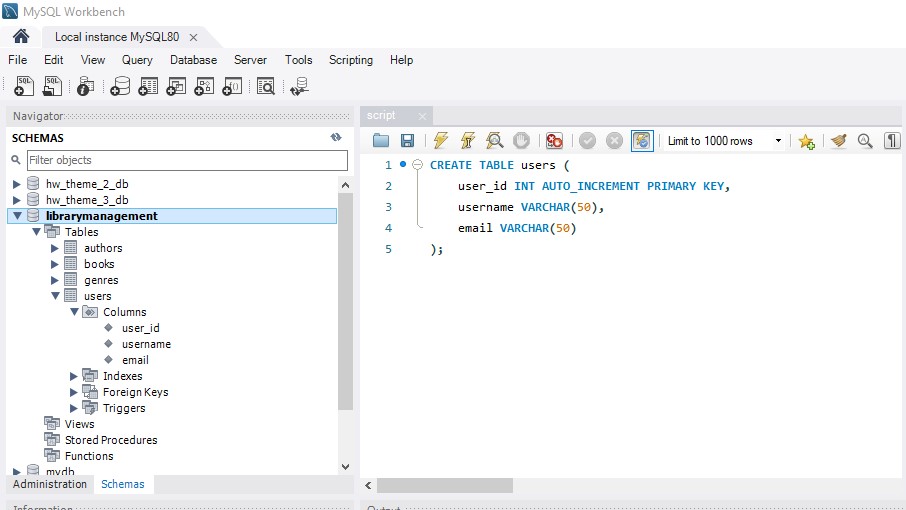 MySQL Workbench
Local instance MySQL80
File Edit View Query Database Server Tools Scripting Help
Navigator
SCHEMAS
Filter objects
hw_theme_2_db
hw_theme_3_db
librarymanagement
Tables
authors
books
genres
users
Columns
user_id
username
email
Indexes
Foreign Keys
Triggers
Views
Stored Procedures
Functions
mydb
Administration Schemas
Information
script
Limit to 1000 rows
1 CREATE TABLE users (
2 user_id INT AUTO_INCREMENT PRIMARY KEY,
3 username VARCHAR(50),
4 email VARCHAR(50)
5 );
Output